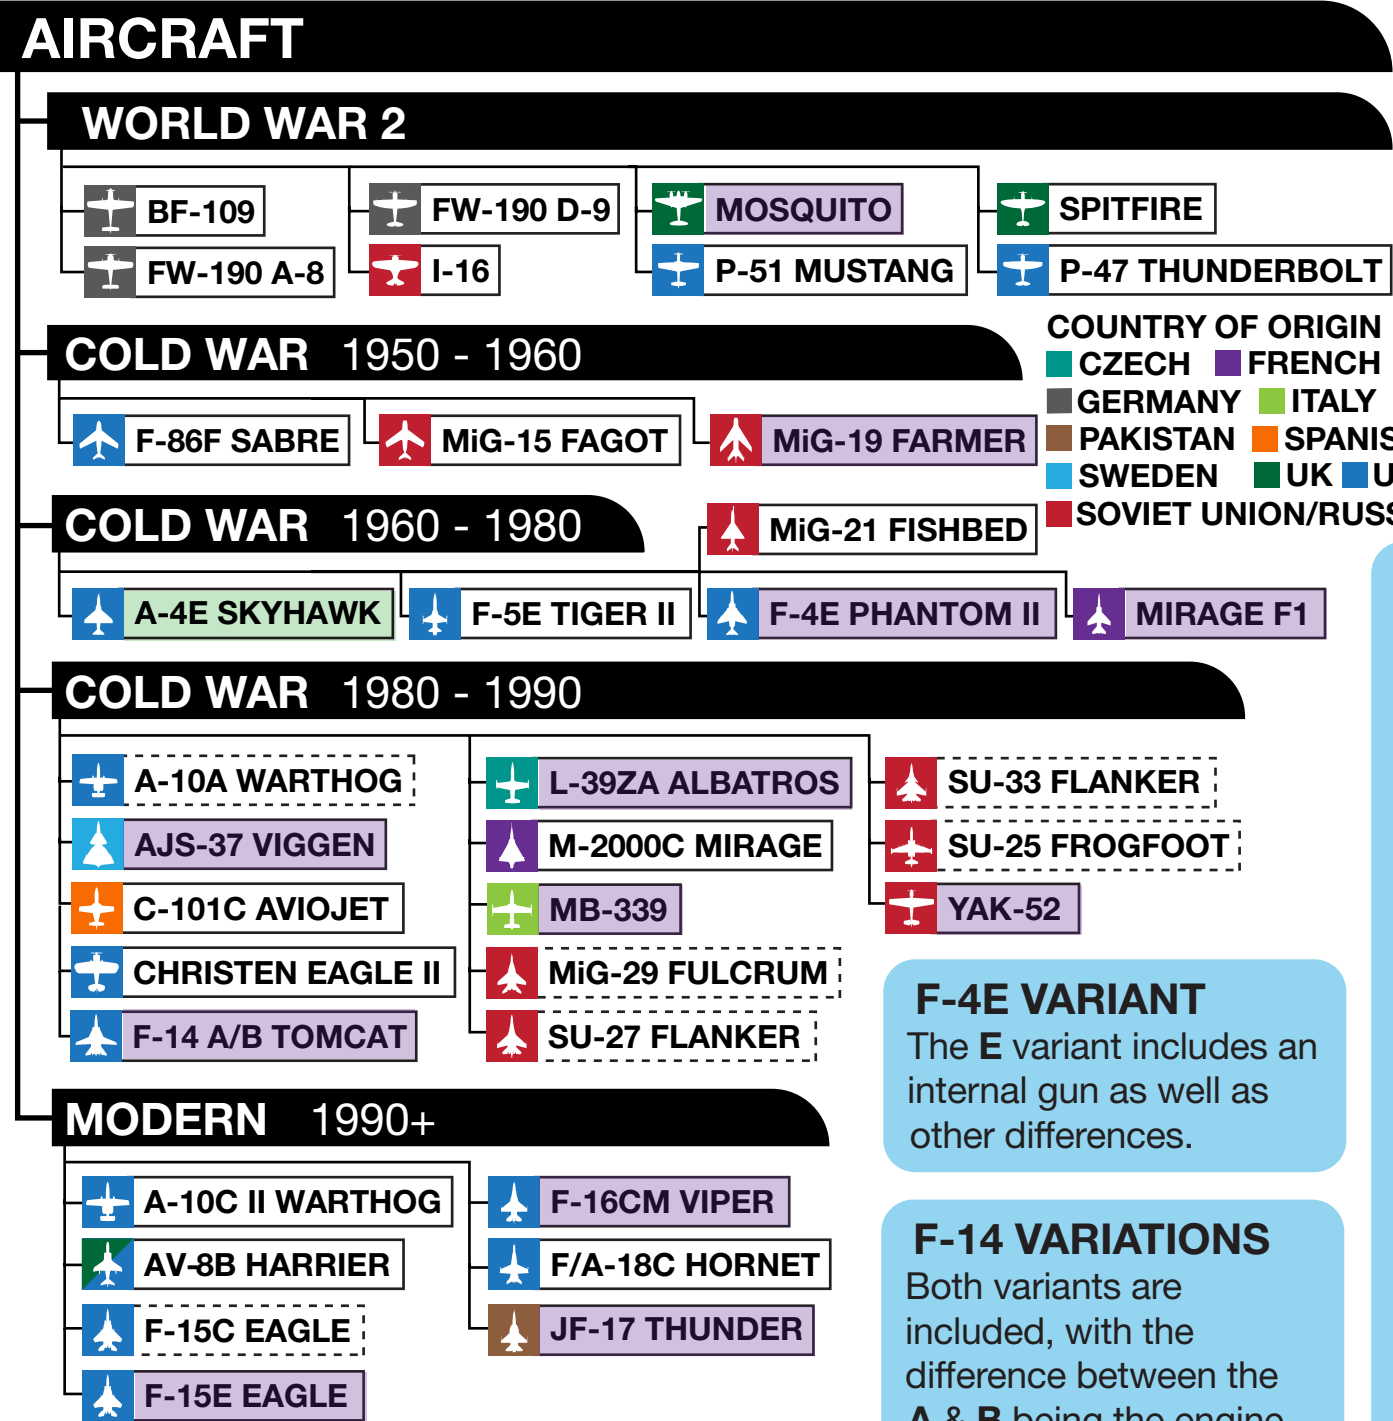 AIRCRAFT
WORLD WAR 2
BF-109
FW-190 D-9
MOSQUITO
SPITFIRE
FW-190 A-8
I-16
P-51 MUSTANG
P-47 THUNDERBOLT
COUNTRY OF ORIGIN
CZECH FRENCH
GERMANY ITALY
PAKISTAN SPANIS
SWEDEN UK U
SOVIET UNION/RUSS
COLD WAR 1950 - 1960
F-86F SABRE
MiG-15 FAGOT
MiG-19 FARMER
COLD WAR 1960 - 1980
MiG-21 FISHBED
A-4E SKYHAWK
F-5E TIGER II
F-4E PHANTOM II
MIRAGE F1
COLD WAR 1980 - 1990
A-10A WARTHOG
AJS-37 VIGGEN
C-101C AVIOJET
CHRISTEN EAGLE II
F-14 A/B TOMCAT
L-39ZA ALBATROS
M-2000C MIRAGE
MB-339
MiG-29 FULCRUM
SU-27 FLANKER
SU-33 FLANKER
SU-25 FROGFOOT
YAK-52
MODERN 1990+
A-10C II WARTHOG
AV-8B HARRIER
F-15C EAGLE
F-15E EAGLE
F-16CM VIPER
F/A-18C HORNET
JF-17 THUNDER
F-4E VARIANT
The E variant includes an
internal gun as well as
other differences.
F-14 VARIATIONS
Both variants are
included, with the
difference between the
A & B being the engine